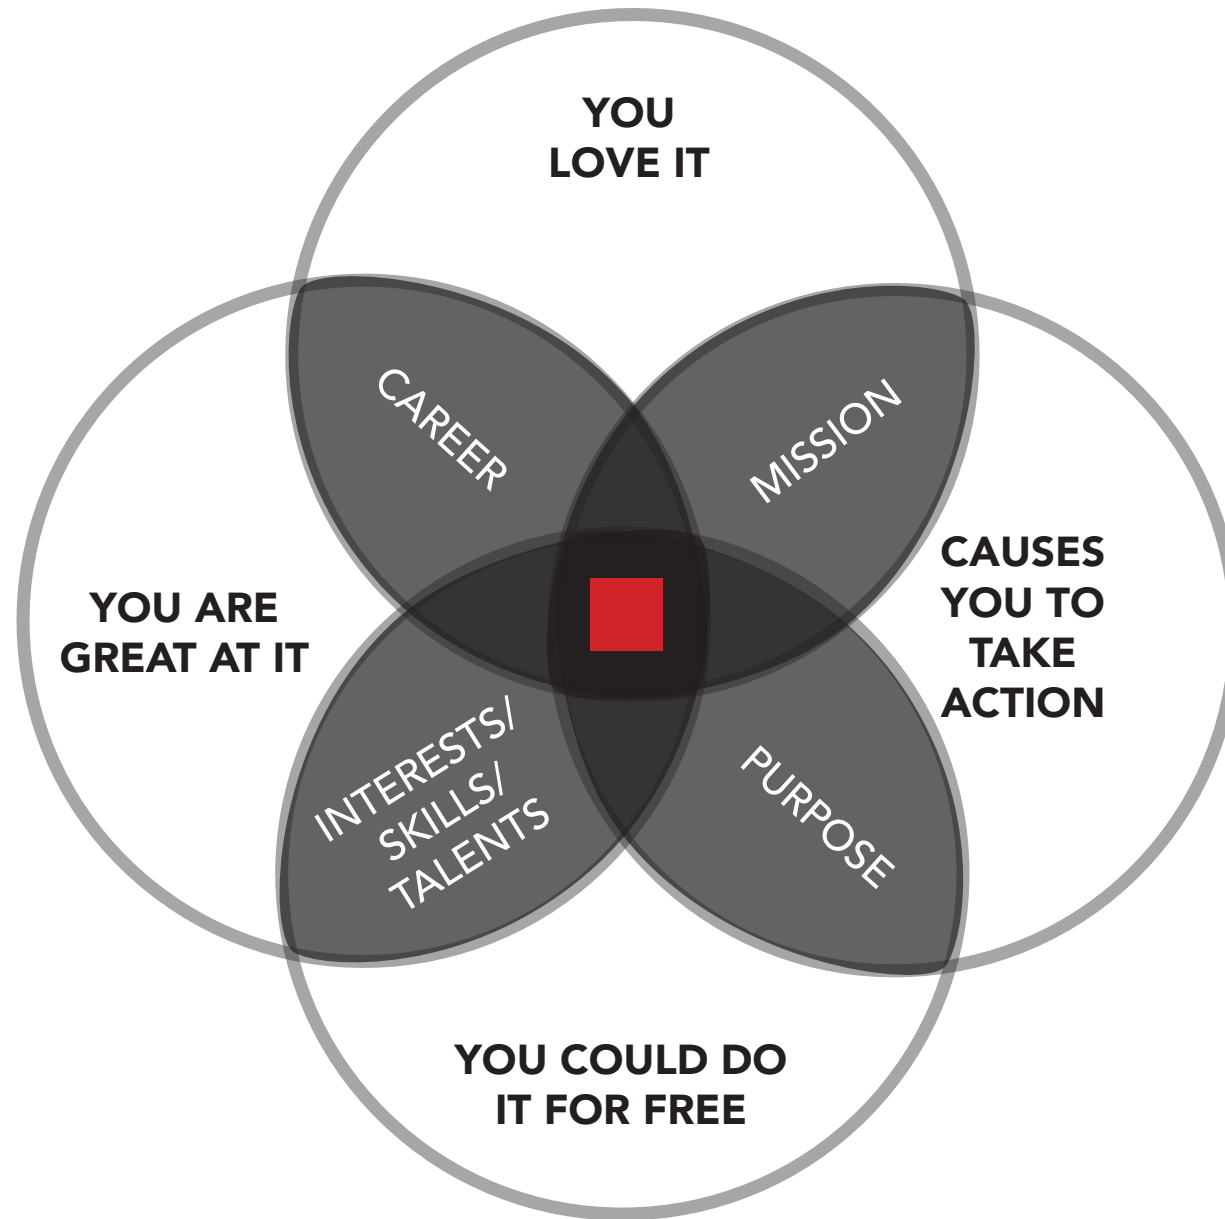 YOU
LOVE IT
CAREER
MISSION
YOU ARE
GREAT AT IT
CAUSES
YOU TO
TAKE
ACTION
INTERESTS/
SKILLS/
TALENTS
PURPOSE
YOU COULD DO
IT FOR FREE